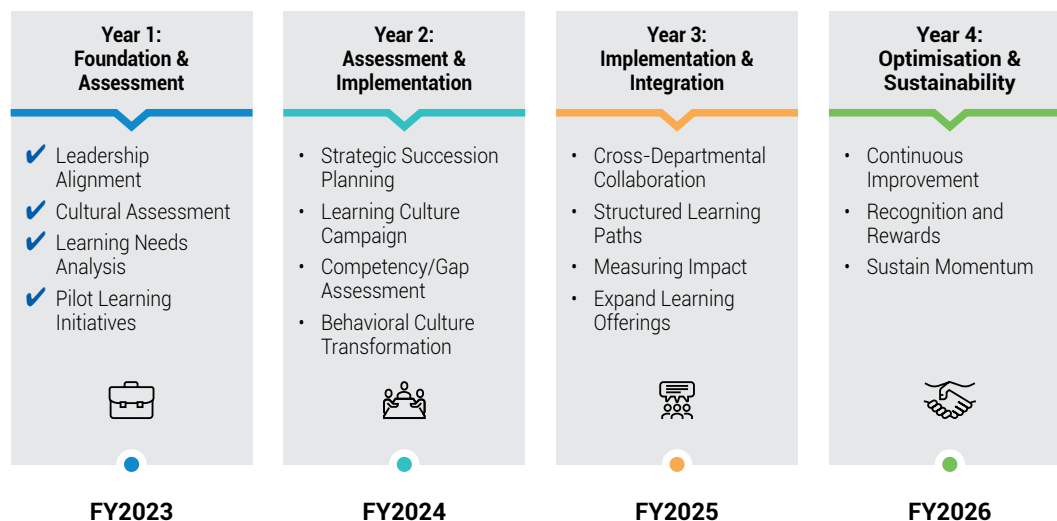 Year 1:
Foundation &
Assessment
✔ Leadership
Alignment
✔ Cultural Assessment
✔ Learning Needs
Analysis
✔ Pilot Learning
Initiatives
FY2023
Year 2:
Assessment &
Implementation
• Strategic Succession
Planning
• Learning Culture
Campaign
• Competency/Gap
Assessment
• Behavioral Culture
Transformation
FY2024
Year 3:
Implementation &
Integration
• Cross-Departmental
Collaboration
• Structured Learning
Paths
• Measuring Impact
• Expand Learning
Offerings
FY2025
Year 4:
Optimisation &
Sustainability
• Continuous
Improvement
• Recognition and
Rewards
• Sustain Momentum
FY2026